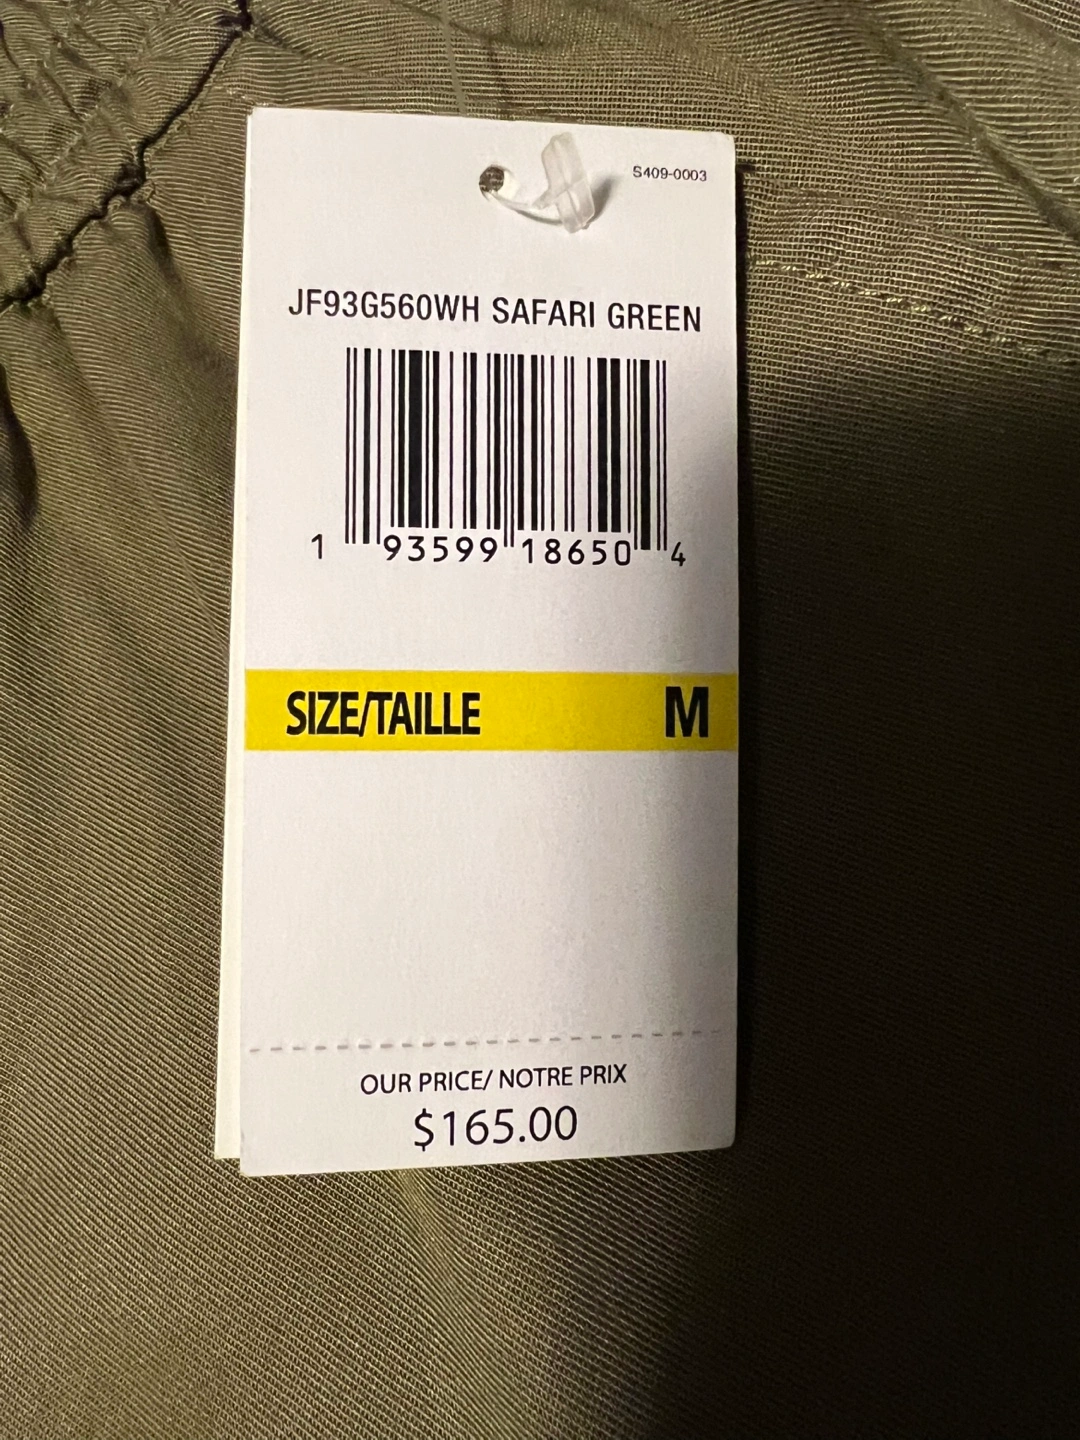 S409-0003
JF93G560WH SAFARI GREEN
1 93599 18650 4
SIZE/TAILLE M
OUR PRICE/ NOTRE PRIX
$165.00